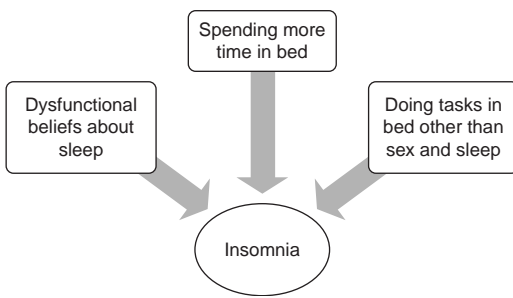 Spending more
time in bed
Dysfunctional
beliefs about
sleep
Doing tasks in
bed other than
sex and sleep
Insomnia